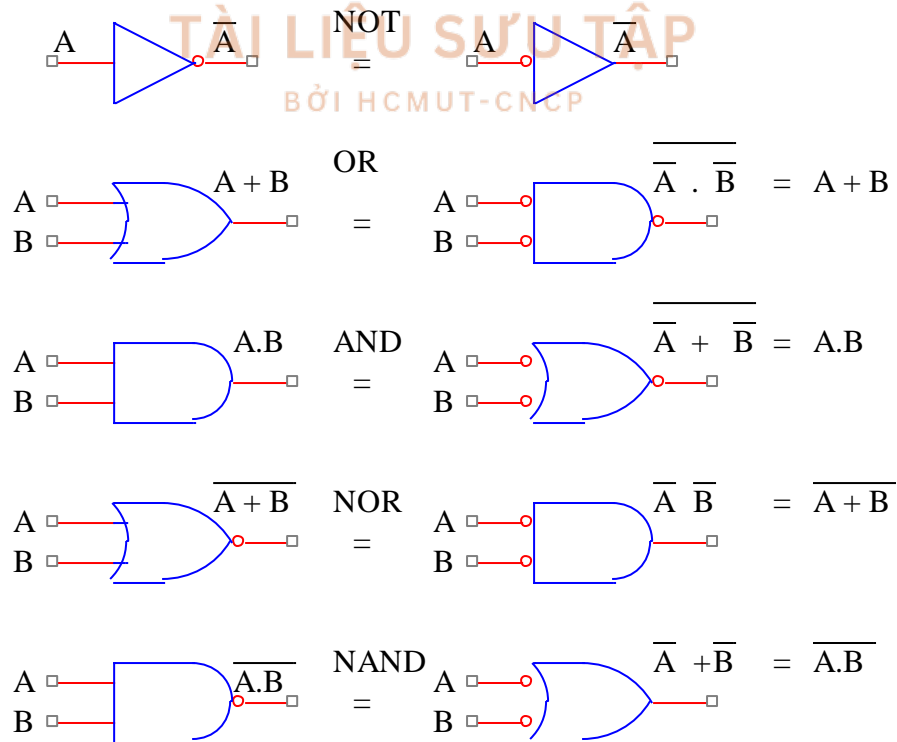 TÀI LIỆU SƯU TẬP
BỞI HCMUT-CNCP
A A̅ NOT = A A̅
A B A + B OR = A B A̅ . B̅ = A + B
A B A.B AND = A B A̅ + B̅ = A.B
A B A + B NOR = A B A̅ B̅ = A + B
A B A.B NAND = A B A̅ +B̅ = A.B